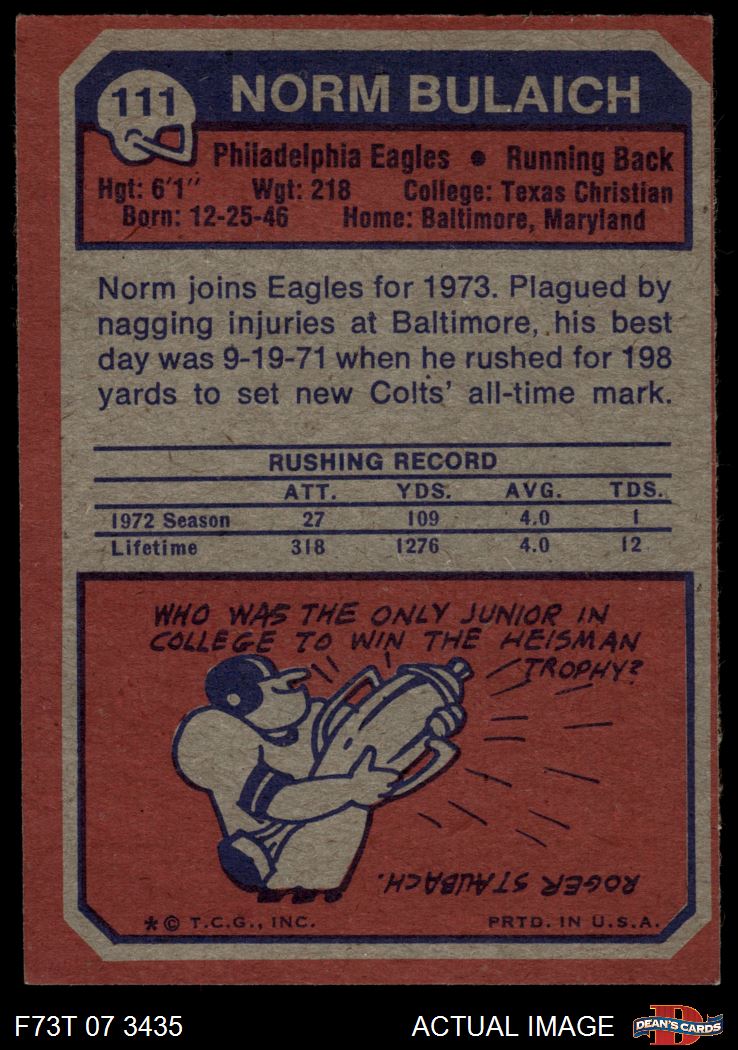 111 NORM BULAICH
Philadelphia Eagles • Running Back
Hgt: 6'1" Wgt: 218 College: Texas Christian
Born: 12-25-46 Home: Baltimore, Maryland
Norm joins Eagles for 1973. Plagued by
nagging injuries at Baltimore, his best
day was 9-19-71 when he rushed for 198
yards to set new Colts' all-time mark.
RUSHING RECORD
ATT. YDS. AVG. TDS.
1972 Season 27 109 4.0 1
Lifetime 318 1276 4.0 12
WHO WAS THE ONLY JUNIOR IN
COLLEGE TO WIN THE HEISMAN
TROPHY?
ROGER STAUBACH.
*© T.C.G., INC. PRTD. IN U.S.A.
F73T 07 3435 ACTUAL IMAGE D DEAN'S CARDS